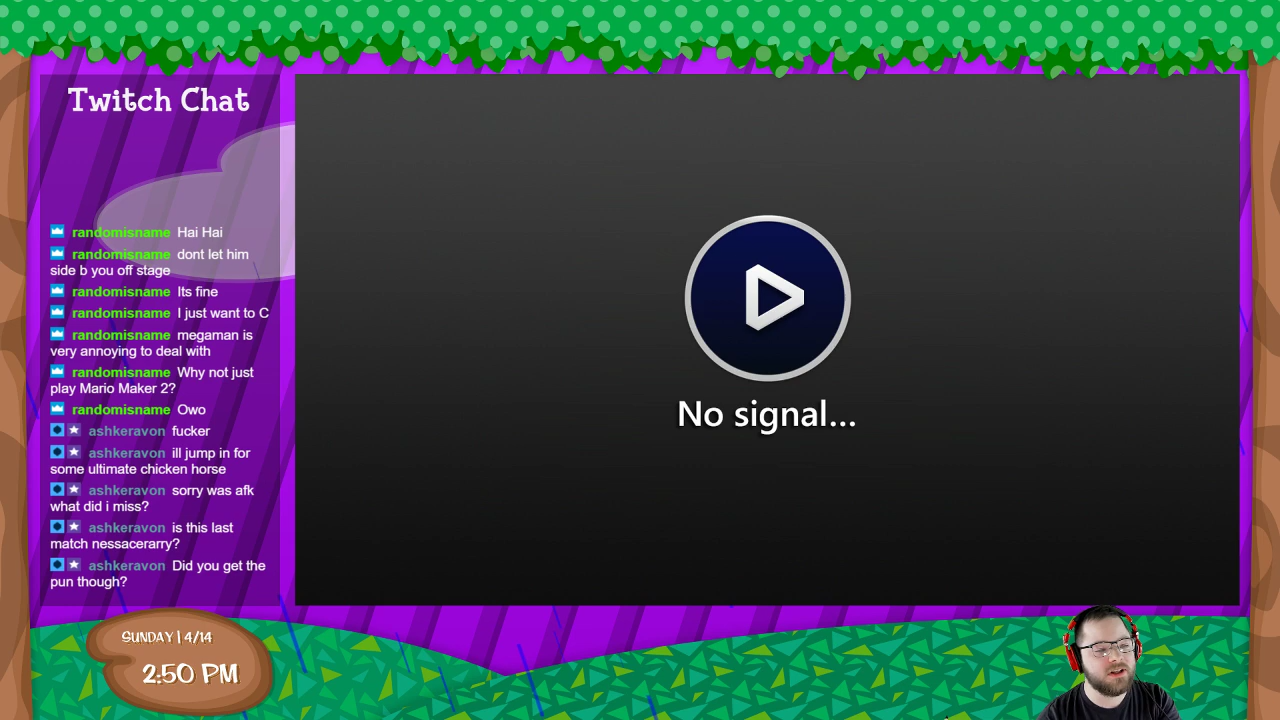 Twitch Chat
randomisname Hai Hai
randomisname dont let him
side b you off stage
randomisname Its fine
randomisname I just want to C
randomisname megaman is
very annoying to deal with
randomisname Why not just
play Mario Maker 2?
randomisname Owo
ashkeravon fucker
ashkeravon ill jump in for
some ultimate chicken horse
ashkeravon sorry was afk
what did i miss?
ashkeravon is this last
match nessacerarry?
ashkeravon Did you get the
pun though?
No signal...
SUNDAY | 4/14
2:50 PM